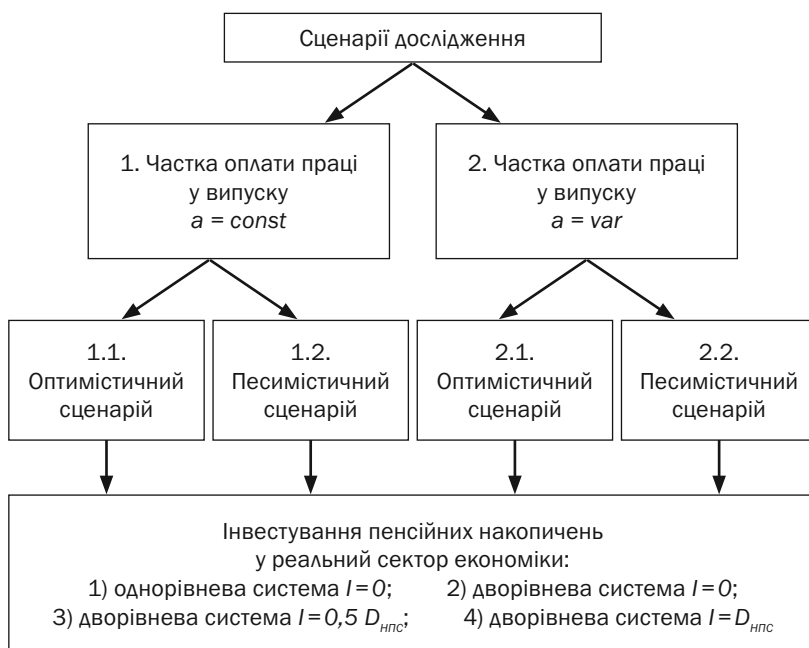 Сценарії дослідження
1. Частка оплати праці
у випуску
a = const
2. Частка оплати праці
у випуску
a = var
1.1.
Оптимістичний
сценарій
1.2.
Песимістичний
сценарій
2.1.
Оптимістичний
сценарій
2.2.
Песимістичний
сценарій
Інвестування пенсійних накопичень
у реальний сектор економіки:
1) однорівнева система I = 0; 2) дворівнева система I = 0;
3) дворівнева система I = 0,5 Dнпс; 4) дворівнева система I = Dнпс